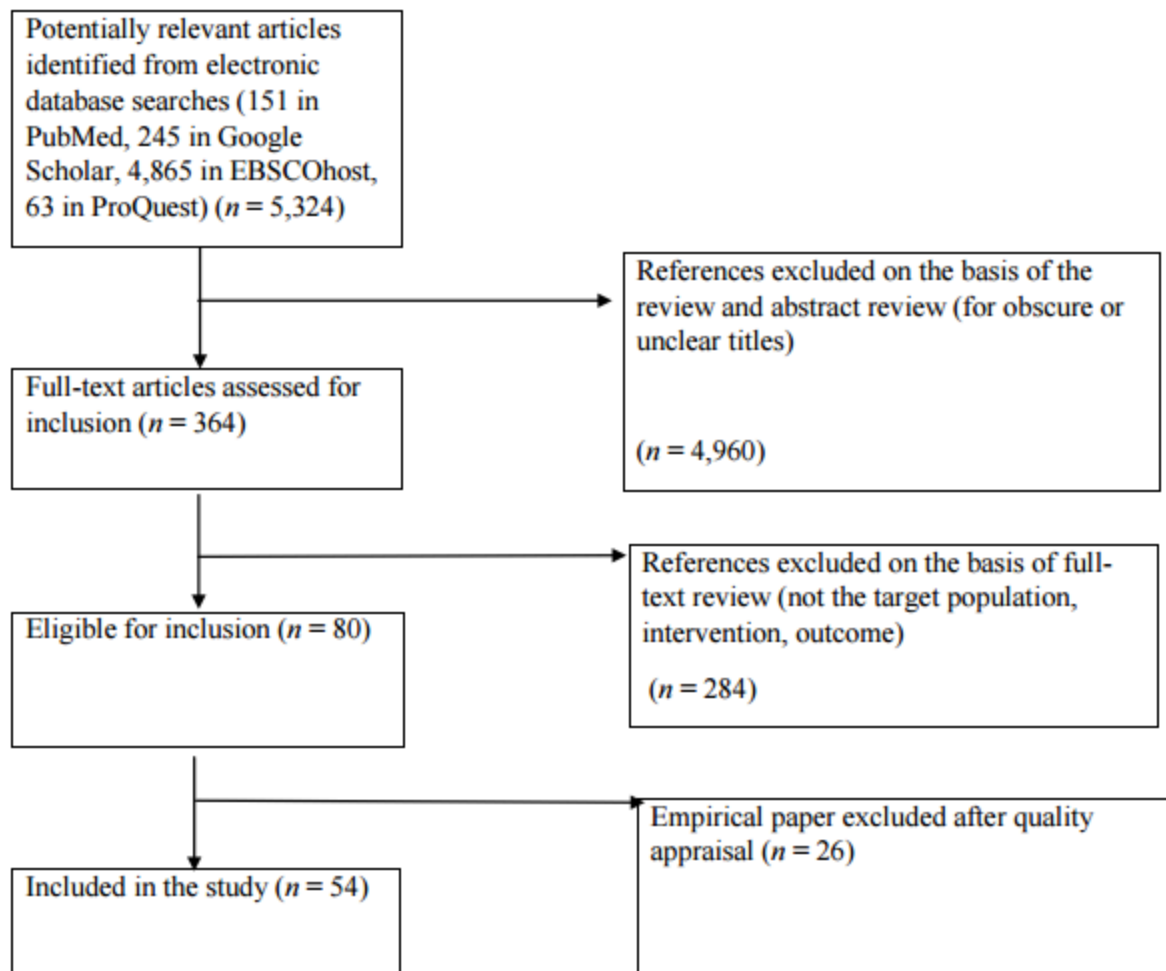 Potentially relevant articles
identified from electronic
database searches (151 in
PubMed, 245 in Google
Scholar, 4,865 in EBSCOhost,
63 in ProQuest) (n = 5,324)
References excluded on the basis of the
review and abstract review (for obscure or
unclear titles)
(n = 4,960)
Full-text articles assessed for
inclusion (n = 364)
References excluded on the basis of full-
text review (not the target population,
intervention, outcome)
(n = 284)
Eligible for inclusion (n = 80)
Empirical paper excluded after quality
appraisal (n = 26)
Included in the study (n = 54)